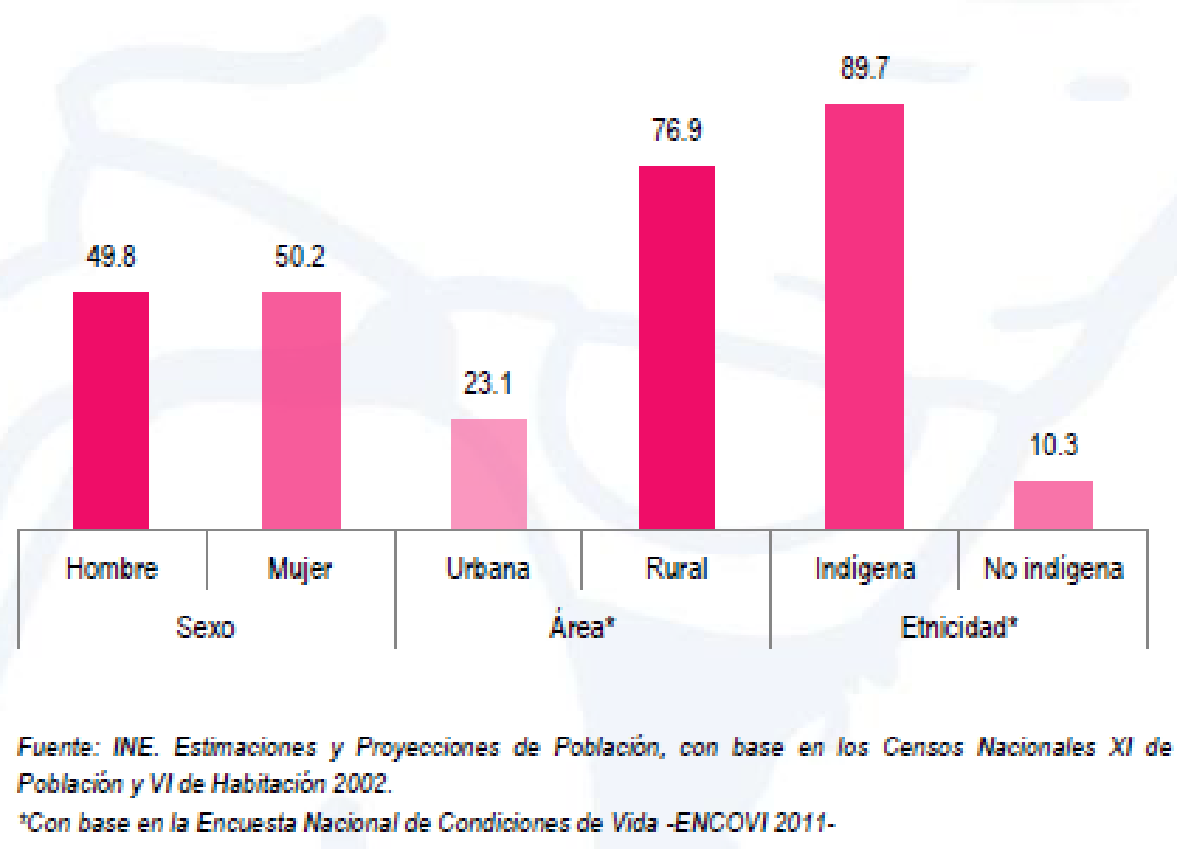 89.7
76.9
49.8 50.2
23.1
10.3
Hombre Mujer Urbana Rural Indígena No indígena
Sexo Área* Etnicidad*
Fuente: INE. Estimaciones y Proyecciones de Población, con base en los Censos Nacionales XI de
Población y VI de Habitación 2002.
*Con base en la Encuesta Nacional de Condiciones de Vida -ENCOVI 2011-